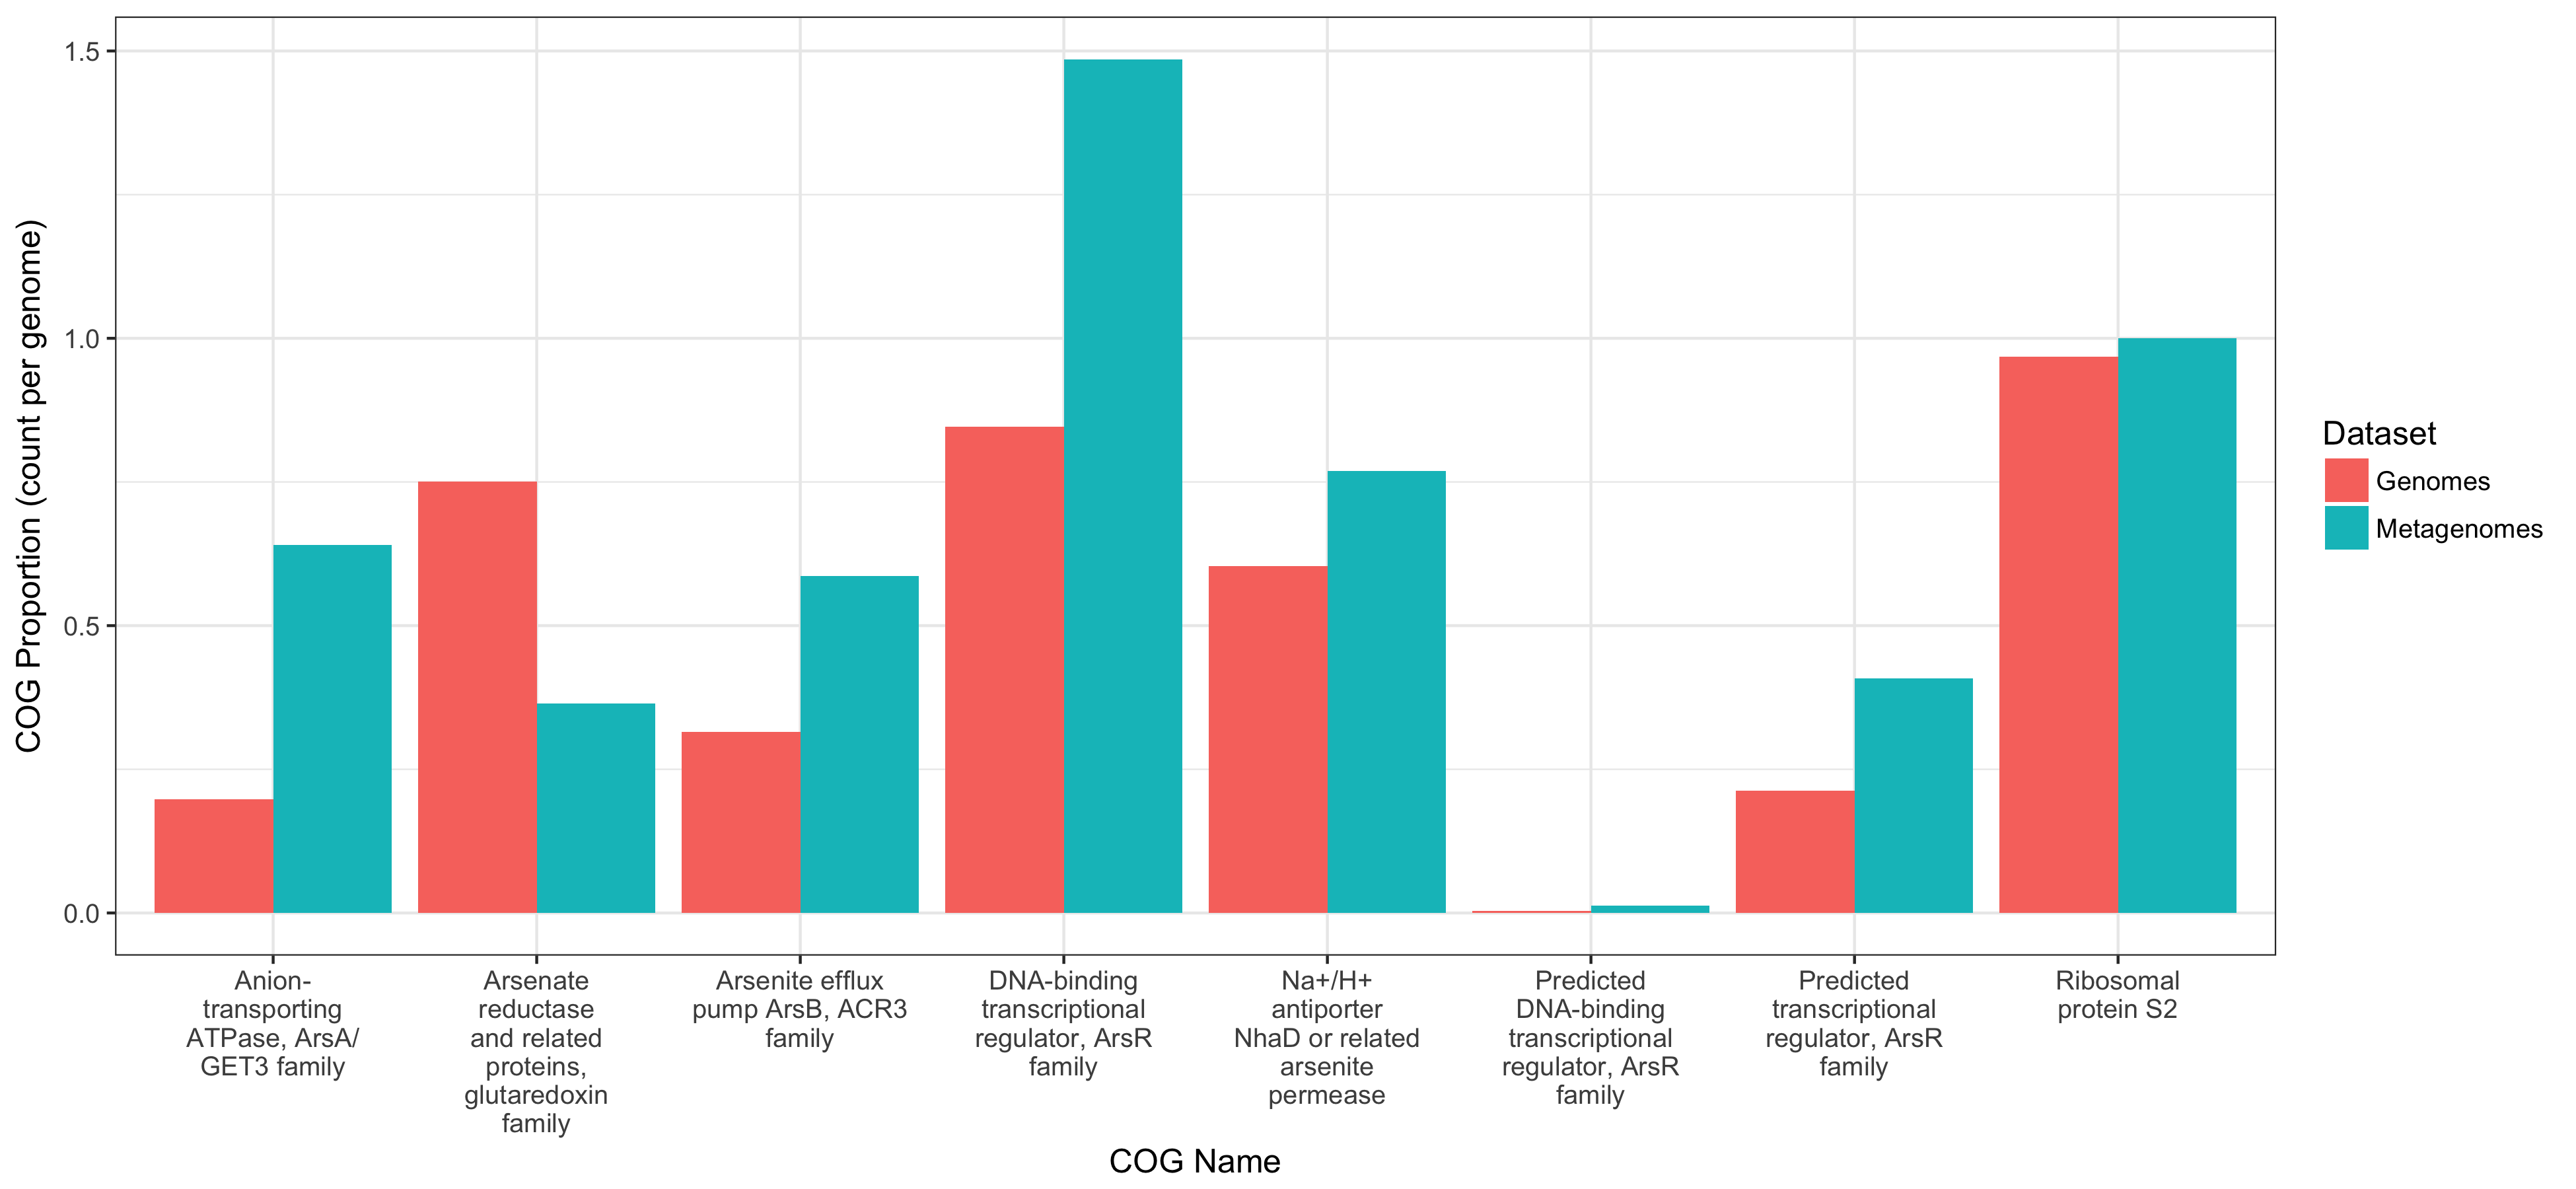 COG Proportion (count per genome)
1.5
1.0
0.5
0.0
Anion-
transporting
ATPase, ArsA/
GET3 family
Arsenate
reductase
and related
proteins,
glutaredoxin
family
Arsenite efflux
pump ArsB, ACR3
family
DNA-binding
transcriptional
regulator, ArsR
family
Na+/H+
antiporter
NhaD or related
arsenite
permease
Predicted
DNA-binding
transcriptional
regulator, ArsR
family
Predicted
transcriptional
regulator, ArsR
family
Ribosomal
protein S2
COG Name
Dataset
Genomes
Metagenomes